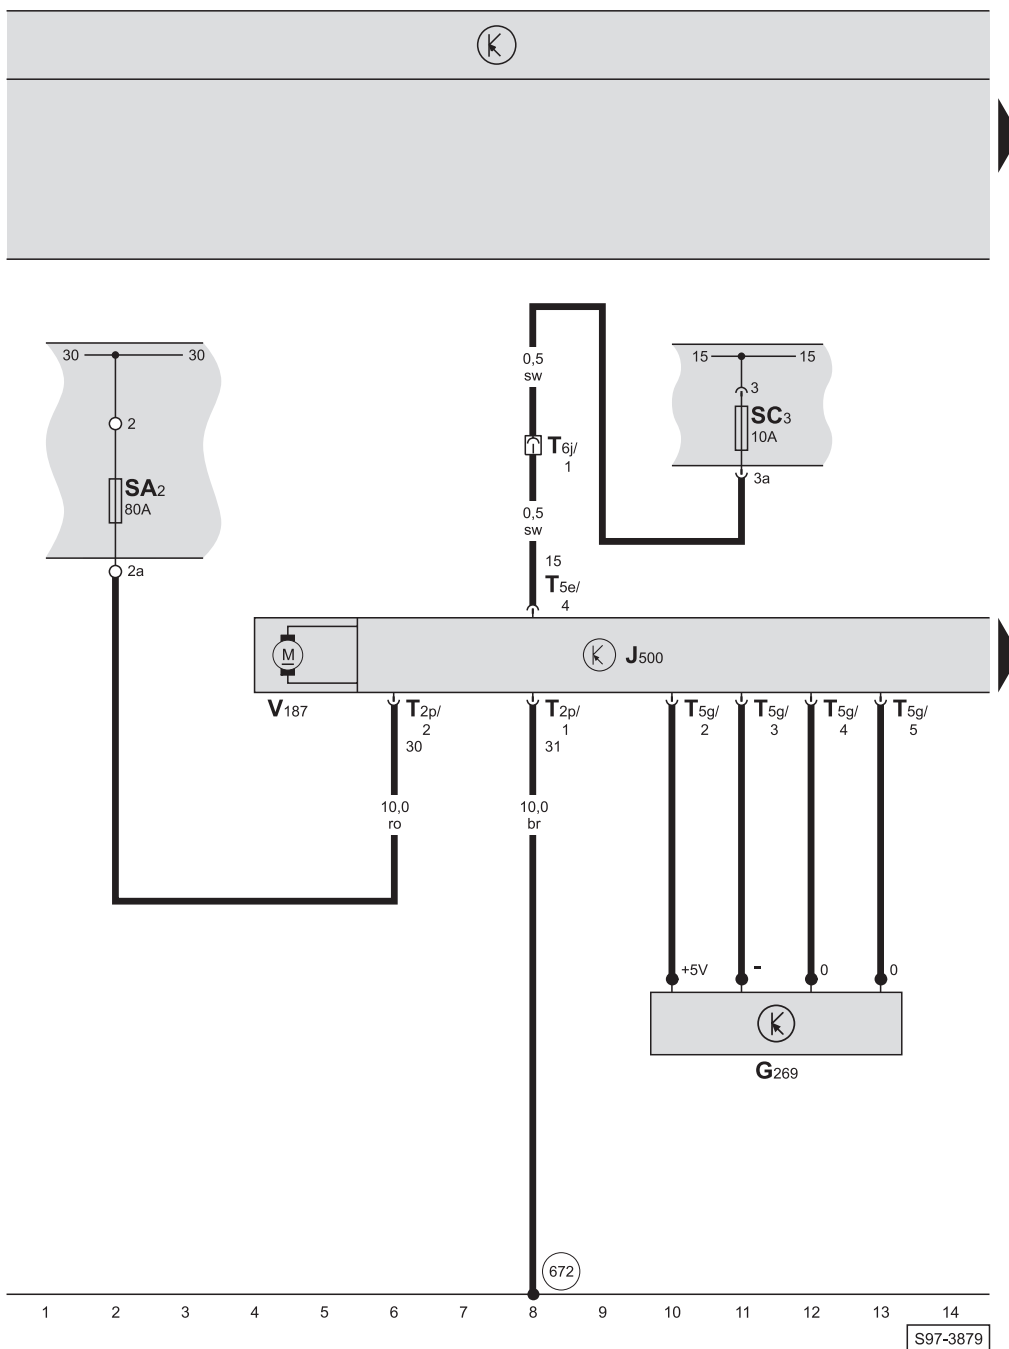 30 30
2
SA2
80A
2a
0,5
sw
T6j/
1
0,5
sw
15
T5e/
4
15 15
3
SC3
10A
3a
M
J500
V187
T2p/
2
30
T2p/
1
31
T5g/
2
T5g/
3
T5g/
4
T5g/
5
10,0
ro
10,0
br
+5V - 0 0
G269
672
1 2 3 4 5 6 7 8 9 10 11 12 13 14
S97-3879